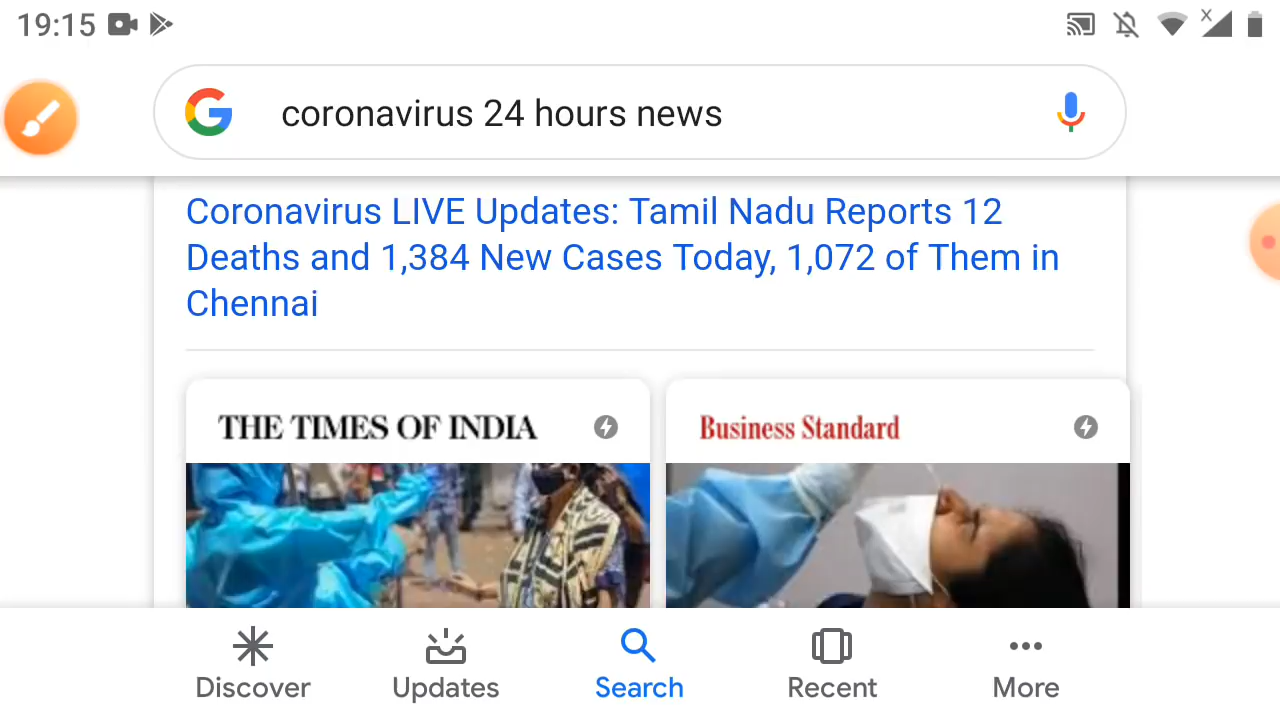 19:15
coronavirus 24 hours news
Coronavirus LIVE Updates: Tamil Nadu Reports 12
Deaths and 1,384 New Cases Today, 1,072 of Them in
Chennai
THE TIMES OF INDIA
Business Standard
Discover
Updates
Search
Recent
More